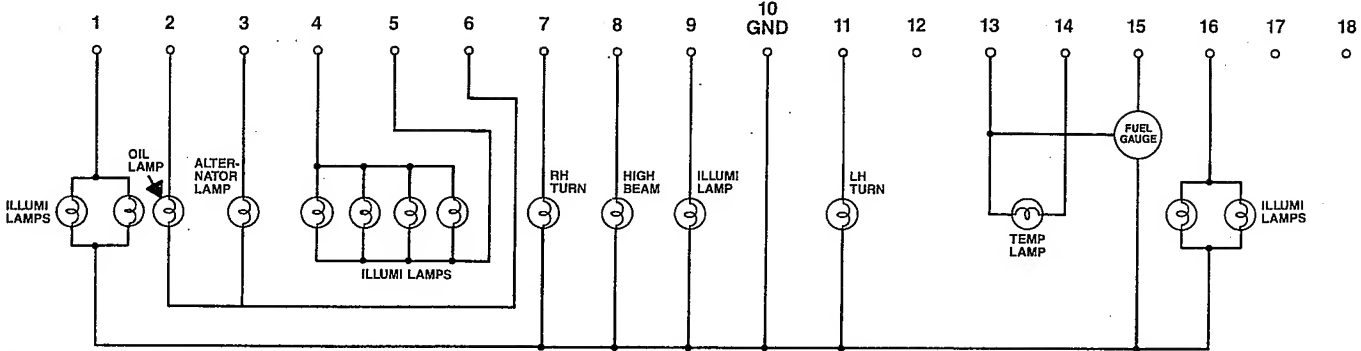 1 2 3 4 5 6 7 8 9 10 11 12 13 14 15 16 17 18
GND
OIL
LAMP
ALTER-
NATOR
LAMP
ILLUMI
LAMPS
ILLUMI LAMPS
RH
TURN
HIGH
BEAM
ILLUMI
LAMP
LH
TURN
TEMP
LAMP
FUEL
GAUGE
ILLUMI
LAMPS